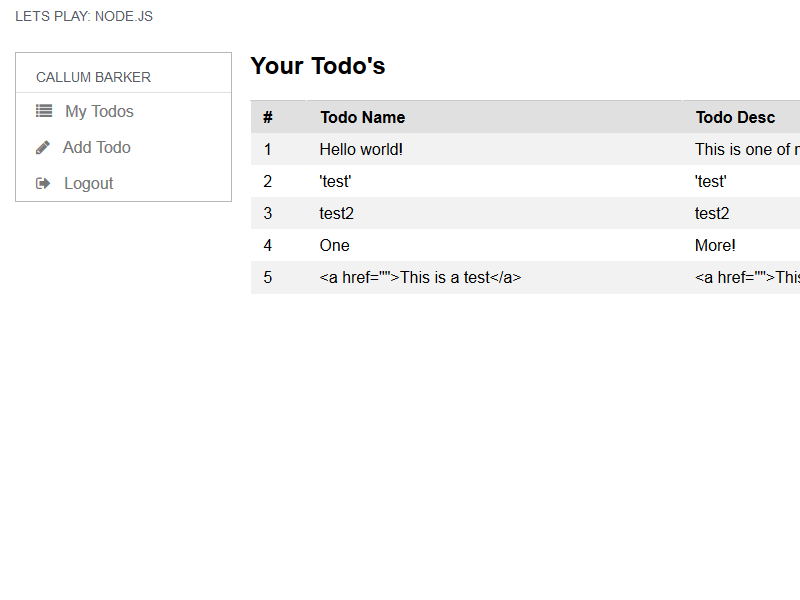 LETS PLAY: NODE.JS
CALLUM BARKER
My Todos
Add Todo
Logout
Your Todo's
# Todo Name Todo Desc
1 Hello world! This is one of
2 'test' 'test'
3 test2 test2
4 One More!
5 <a href="">This is a test</a> <a href="">This